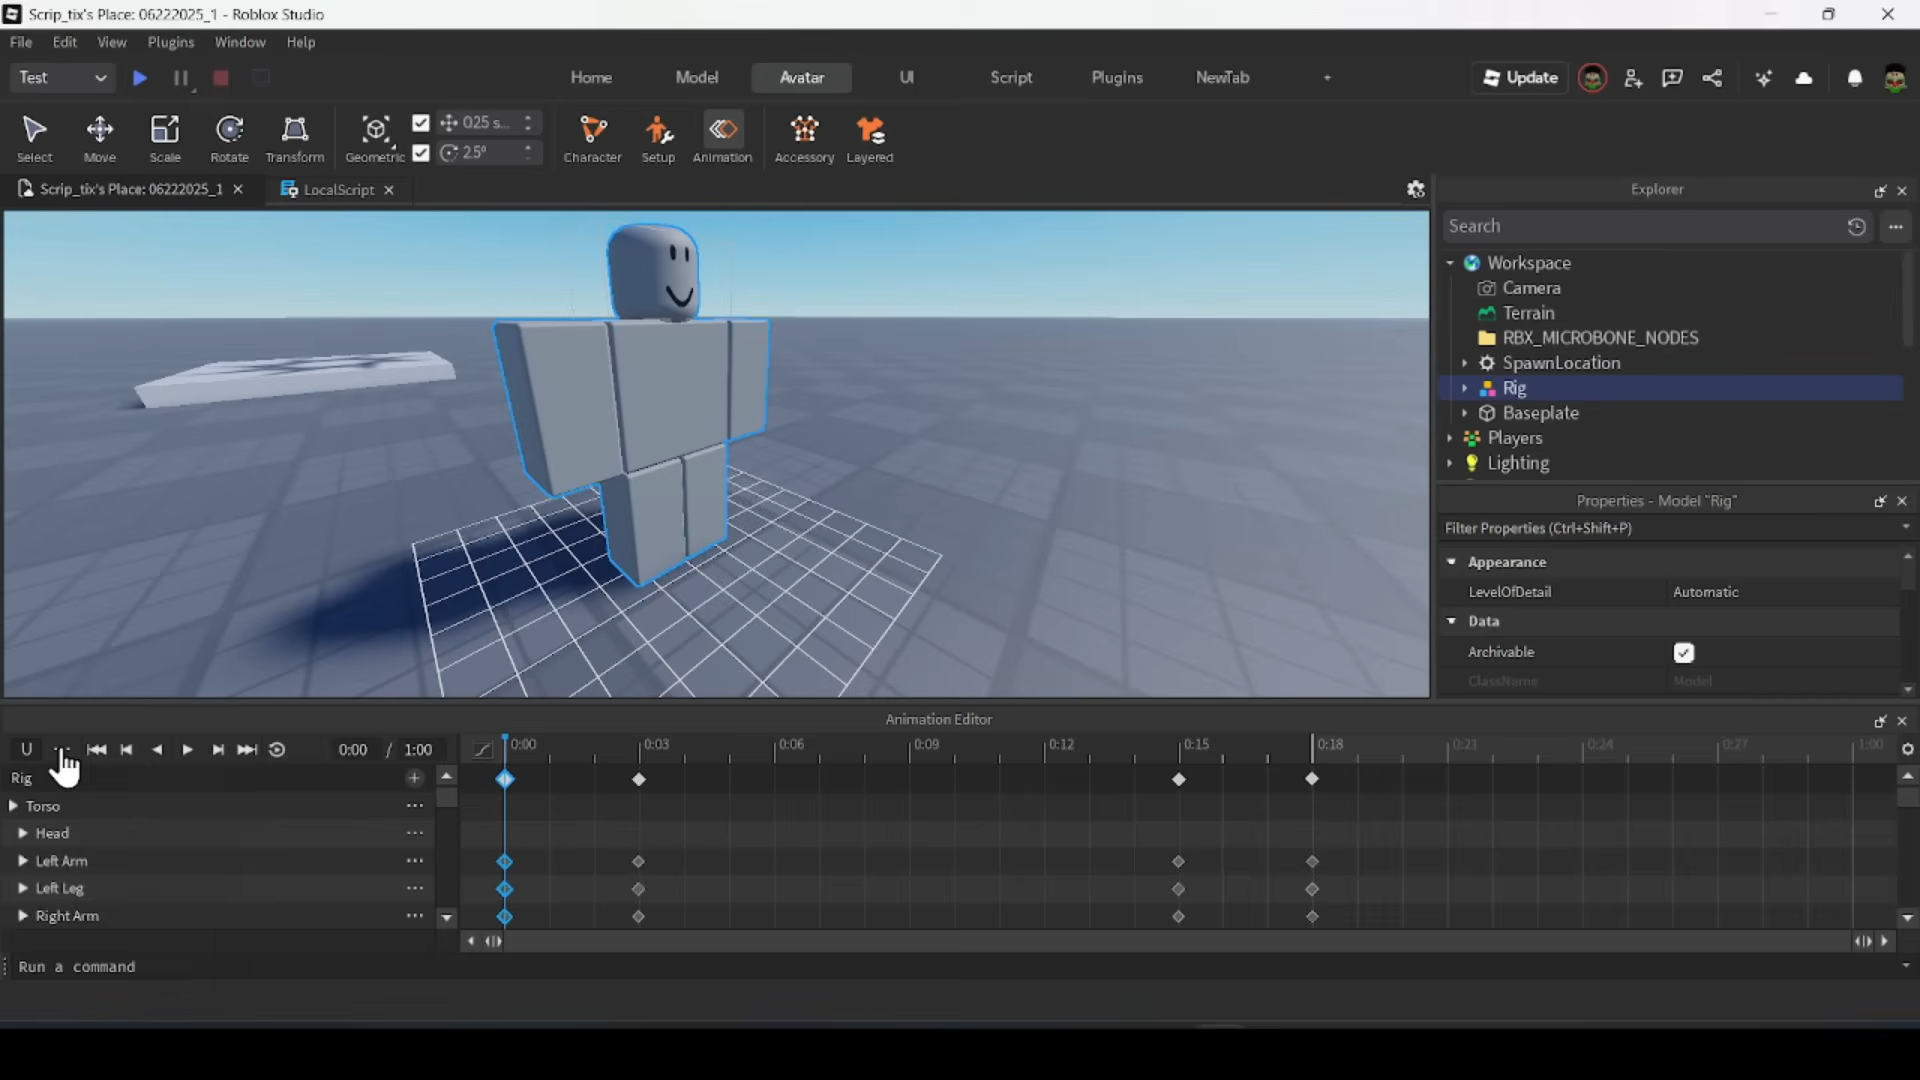 Scrip_tix's Place: 06222025_1 - Roblox Studio
File Edit View Plugins Window Help
Test Home Model Avatar UI Script Plugins NewTab + Update
025 s...
2.5°
Select Move Scale Rotate Transform Geometric Character Setup Animation Accessory Layered
Scrip_tix's Place: 06222025_1 LocalScript
Explorer
Search
Workspace
Camera
Terrain
RBX_MICROBONE_NODES
SpawnLocation
Rig
Baseplate
Players
Lighting
Properties - Model "Rig"
Filter Properties (Ctrl+Shift+P)
Appearance
LevelOfDetail Automatic
Data
Archivable
ClassName Model
Animation Editor
U ... 0:00 / 1:00 0:00 0:03 0:06 0:09 0:12 0:15 0:18 0:21 0:24 0:27 1:00
Rig
Torso ...
Head ...
Left Arm ...
Left Leg ...
Right Arm ...
Run a command